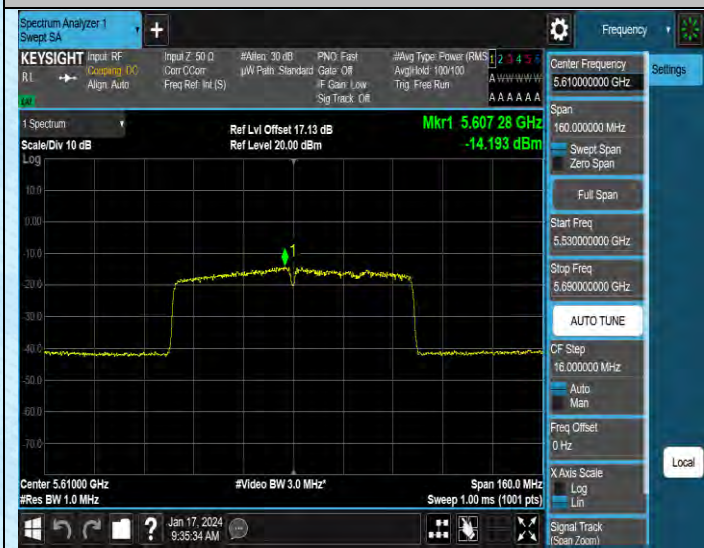 Spectrum Analyzer 1
Swept SA
+
Frequency
KEYSIGHT
RL
Input: RF
Coupling: DC
Align: Auto
Input Z: 50 Ω
Corr CCorr
Freq Ref: Int (S)
#Atten: 30 dB
µW Path: Standard
PNO: Fast
Gate: Off
IF Gain: Low
Sig Track: Off
#Avg Type: Power (RMS
Avg|Hold: 100/100
Trig: Free Run
1 2 3 4 5 6
A W W W W W
A A A A A A
1 Spectrum
Scale/Div 10 dB
Log
Ref Lvl Offset 17.13 dB
Ref Level 20.00 dBm
Mkr1 5.607 28 GHz
-14.193 dBm
1
10.0
0.00
-10.0
-20.0
-30.0
-40.0
-50.0
-60.0
-70.0
Center 5.61000 GHz
#Res BW 1.0 MHz
#Video BW 3.0 MHz*
Span 160.0 MHz
Sweep 1.00 ms (1001 pts)
?
Jan 17, 2024
9:35:34 AM
Center Frequency
5.610000000 GHz
Span
160.000000 MHz
Swept Span
Zero Span
Full Span
Start Freq
5.530000000 GHz
Stop Freq
5.690000000 GHz
AUTO TUNE
CF Step
16.000000 MHz
Auto
Man
Freq Offset
0 Hz
X Axis Scale
Log
Lin
Signal Track
(Span Zoom)
Settings
Local